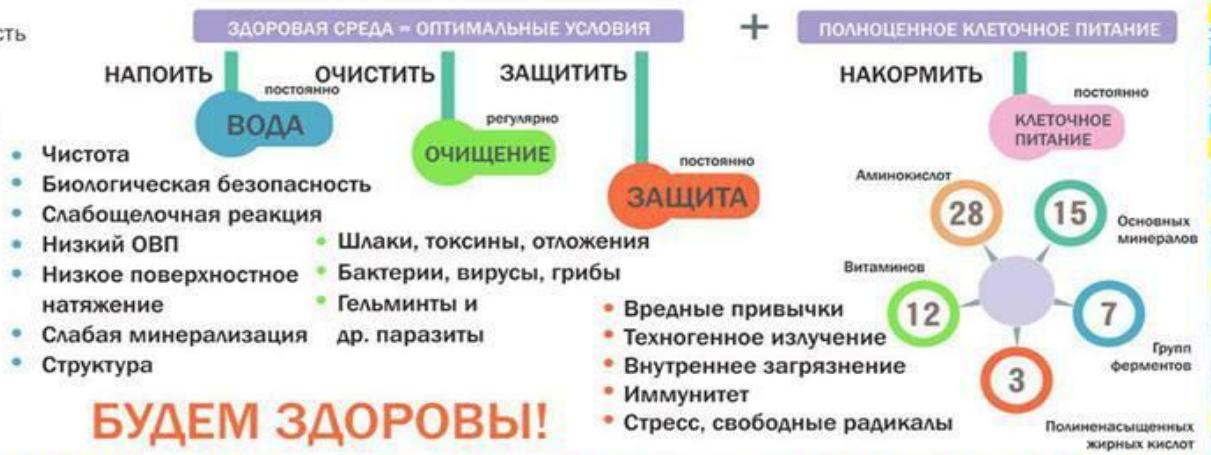 сть
ЗДОРОВАЯ СРЕДА = ОПТИМАЛЬНЫЕ УСЛОВИЯ
+
ПОЛНОЦЕННОЕ КЛЕТОЧНОЕ ПИТАНИЕ
НАПОИТЬ
постоянно
ВОДА
ОЧИСТИТЬ
регулярно
ОЧИЩЕНИЕ
ЗАЩИТИТЬ
постоянно
ЗАЩИТА
НАКОРМИТЬ
постоянно
КЛЕТОЧНОЕ
ПИТАНИЕ
• Чистота
• Биологическая безопасность
• Слабощелочная реакция
• Низкий ОВП
• Низкое поверхностное
натяжение
• Слабая минерализация
• Структура
• Шлаки, токсины, отложения
• Бактерии, вирусы, грибы
• Гельминты и
др. паразиты
• Вредные привычки
• Техногенное излучение
• Внутреннее загрязнение
• Иммунитет
• Стресс, свободные радикалы
Аминокислот
28
15
Основных
минералов
Витаминов
12
7
Групп
ферментов
3
Полиненасыщенных
жирных кислот
БУДЕМ ЗДОРОВЫ!